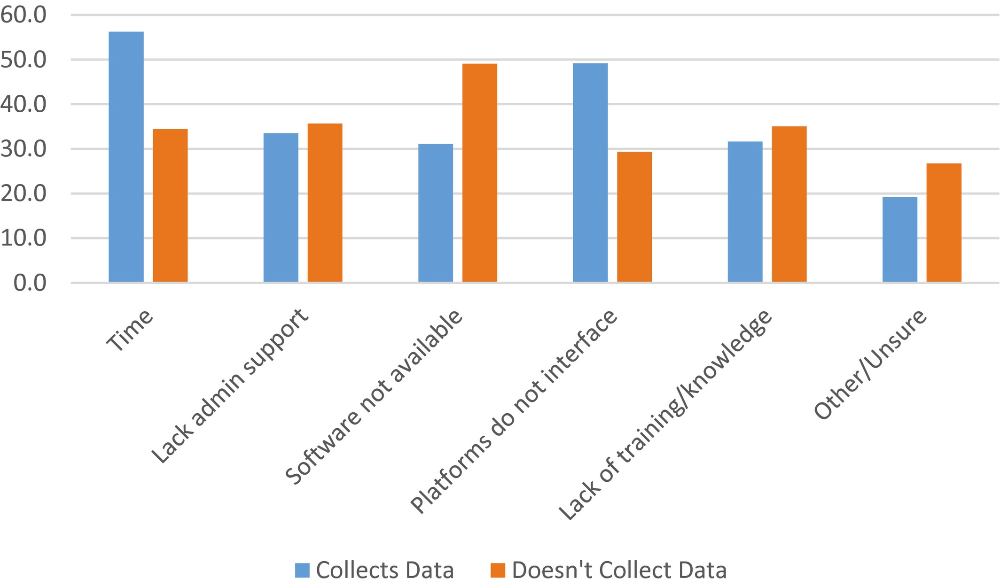 60.0
50.0
40.0
30.0
20.0
10.0
0.0
Time
Lack admin support
Software not available
Platforms do not interface
Lack of training/knowledge
Other/Unsure
Collects Data
Doesn't Collect Data